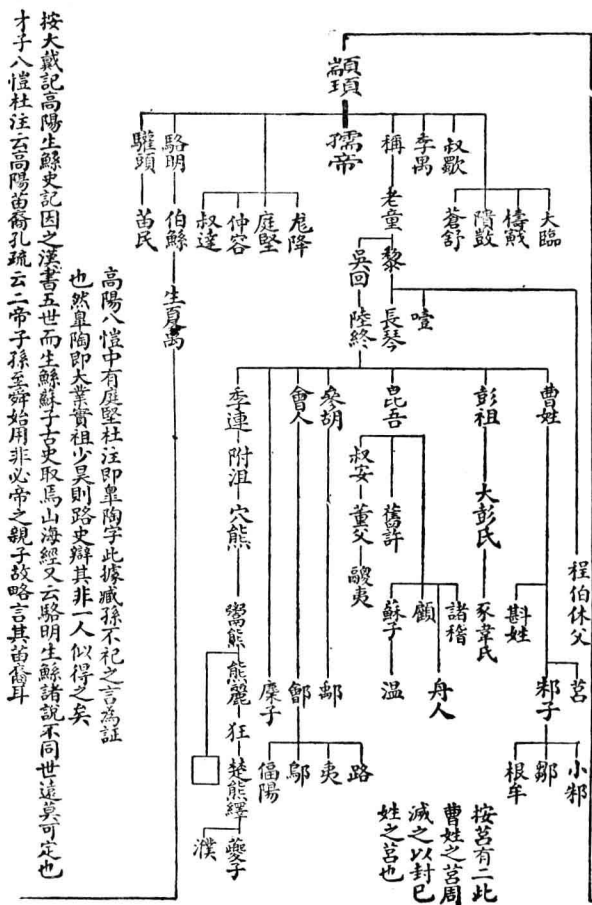 顓頊
孺帝
叔歜
季禺
稱
駱明
驩頭
大臨
檮戭
隤鼓
蒼舒
尨降
庭堅
仲容
叔達
伯鯀
苗民
老童
黎
吳回
噎
長琴
陸終
生夏禹
程伯休父
曹姓
彭祖
昆吾
參胡
會人
季連
大彭氏
舊許
叔安
附沮
董父
穴熊
斟姓
豕韋氏
諸稽
顧
蘇子
鬷夷
鬻熊
莒
邾子
舟人
溫
鄅
鄶
糜子
熊麗
狂
楚熊繹
小邾
鄒
根牟
路
夷
鄔
偪陽
夔子
濮
按莒有二此
曹姓之莒周
滅之以封巳
姓之莒也
高陽八愷中有庭堅杜注即皐陶字此據臧孫不祀之言為証
也然皐陶即大業實祖少昊則路史辯其非一人似得之矣
按大戴記高陽生鯀史記因之漢書五世而生鯀蘇子古史取焉山海經又云駱明生鯀諸說不同世遠莫可定也
才子八愷杜注云高陽苗裔孔疏云二帝子孫至舜始用非必帝之親子故略言其苗裔耳